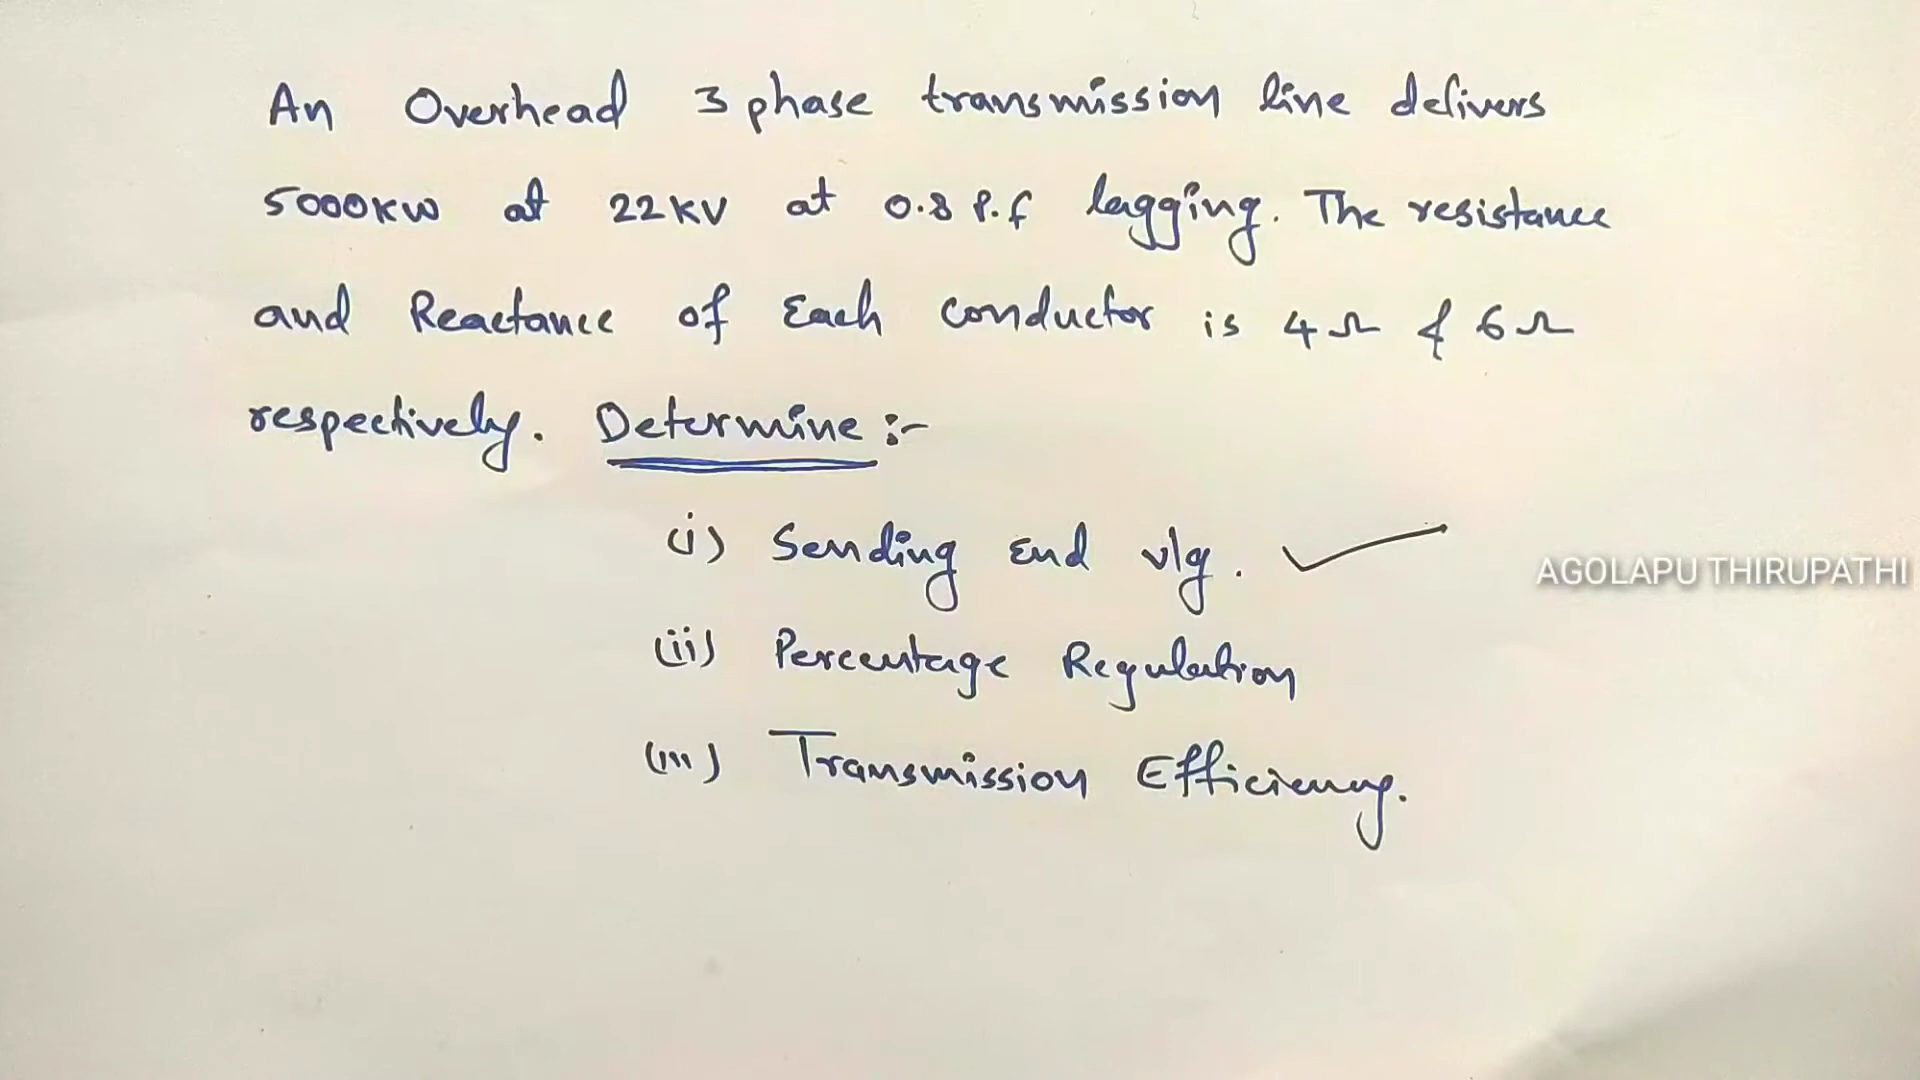 An Overhead 3 phase transmission line delivers
5000KW at 22KV at 0.8 P.f lagging. The resistance
and Reactance of Each conductor is 4Ω & 6Ω
respectively. Determine :-
(i) Sending End vlg.
(ii) Percentage Regulation
(iii) Transmission Efficiency.
AGOLAPU THIRUPATHI